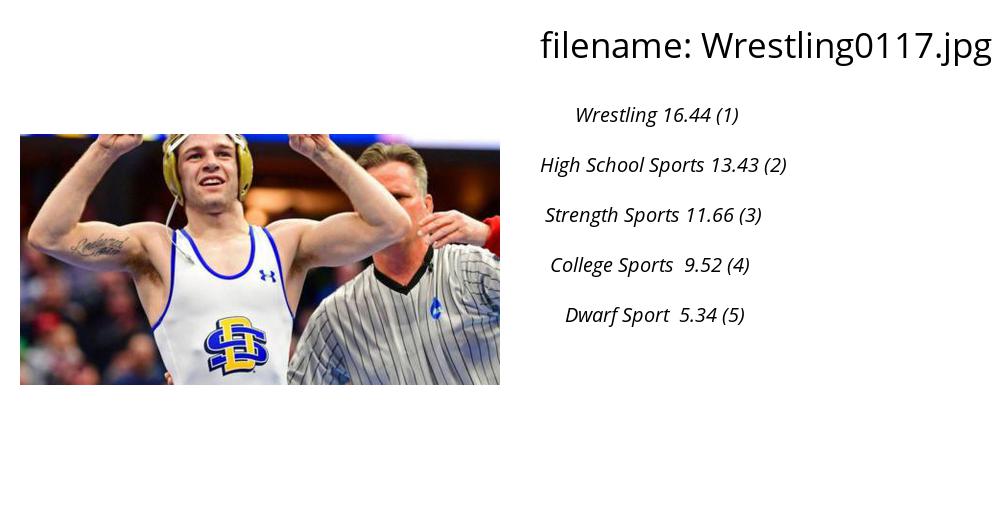 filename: Wrestling0117.jpg
Wrestling 16.44 (1)
High School Sports 13.43 (2)
Strength Sports 11.66 (3)
College Sports 9.52 (4)
Dwarf Sport 5.34 (5)
SD